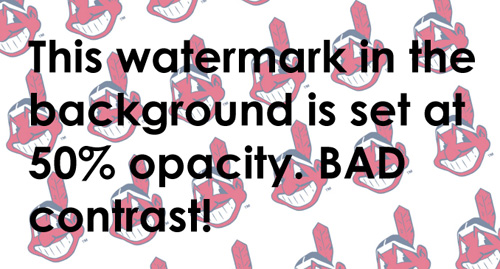 This watermark in the
background is set at
50% opacity. BAD
contrast!